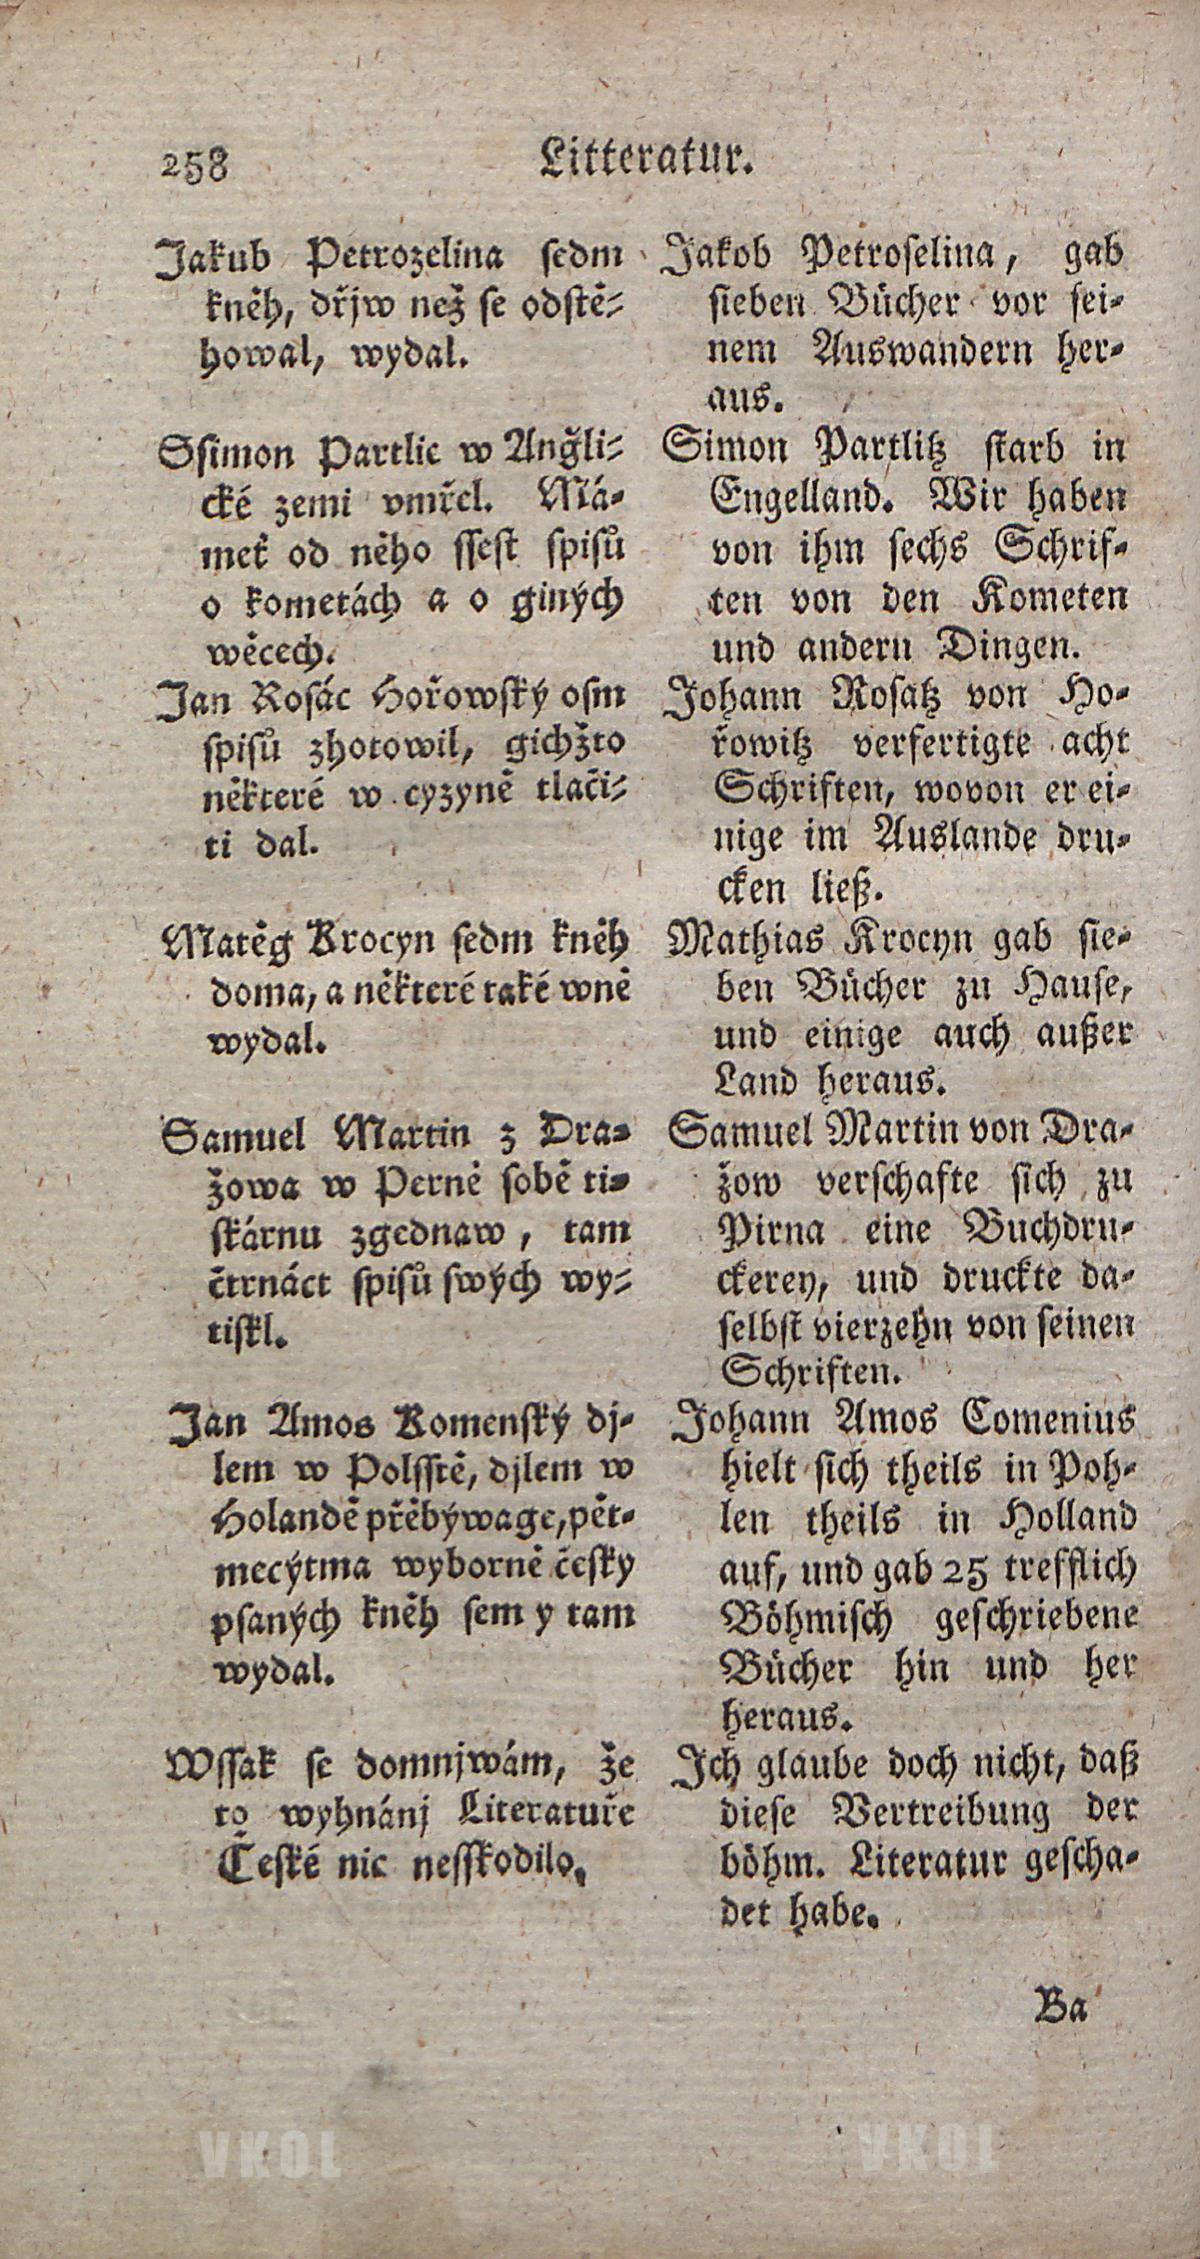 258
Litteratur.
Jakub Petrozelina sedm
kněh, dřjw než se odstě-
howal, wydal.
Ssimon Partlic w Anğli-
cké zemi vmřel. Má-
meť od něho ssest spisů
o kometách a o giných
wěcech.
Jan Rosác Hořowský osm
spisů zhotowil, gichžto
některé w cyzyně tlači-
ti dal.
Matěg Krocyn sedm kněh
doma, a některé také wně
wydal.
Samuel Martin z Dra-
žowa w Perně sobě ti-
skárnu zgednaw, tam
čtrnáct spisů swých wy-
tiskl.
Jan Amos Komenský dj-
lem w Polsstě, djlem w
Holandě přebýwage, pět-
mecýtma wyborně česky
psaných kněh sem y tam
wydal.
Wssak se domnjwám, že
to wyhnánj Literatuře
České nic nesskodilo.
Jakob Petroselina, gab
sieben Bücher vor sei-
nem Auswandern her-
aus.
Simon Partlitz starb in
Engelland. Wir haben
von ihm sechs Schrif-
ten von den Kometen
und andern Dingen.
Johann Rosatz von Ho-
řowitz verfertigte acht
Schriften, wovon er ei-
nige im Auslande dru-
cken ließ.
Mathias Krocyn gab sie-
ben Bücher zu Hause,
und einige auch außer
Land heraus.
Samuel Martin von Dra-
žow verschafte sich zu
Pirna eine Buchdru-
ckerey, und druckte da-
selbst vierzehn von seinen
Schriften.
Johann Amos Comenius
hielt sich theils in Poh-
len theils in Holland
auf, und gab 25 trefflich
Böhmisch geschriebene
Bücher hin und her
heraus.
Ich glaube doch nicht, daß
diese Vertreibung der
böhm. Literatur gescha-
det habe.
Ba
VKOL
VKOL